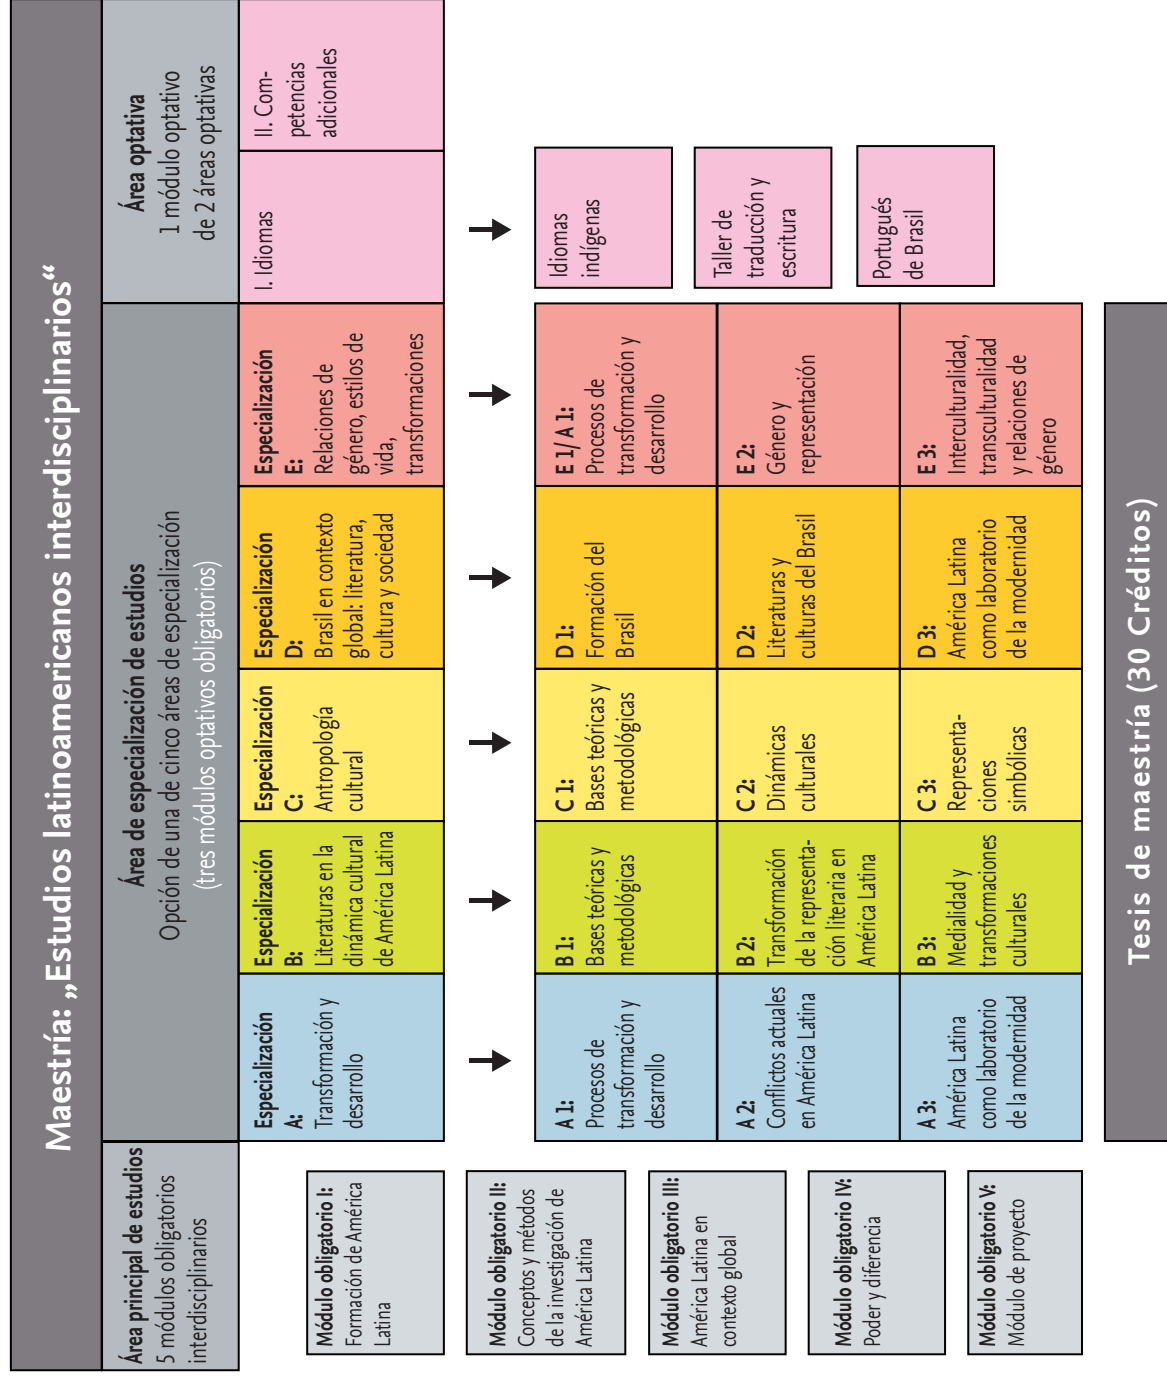 Maestría: „Estudios latinoamericanos interdisciplinarios“
Área principal de estudios
5 módulos obligatorios
interdisciplinarios
Área de especialización de estudios
Opción de una de cinco áreas de especialización
(tres módulos optativos obligatorios)
Área optativa
1 módulo optativo
de 2 áreas optativas
Especialización
A:
Transformación y
desarrollo
Especialización
B:
Literaturas en la
dinámica cultural
de América Latina
Especialización
C:
Antropología
cultural
Especialización
D:
Brasil en contexto
global: literatura,
cultura y sociedad
Especialización
E:
Relaciones de
género, estilos de
vida,
transformaciones
I. Idiomas
II. Com-
petencias
adicionales
Módulo obligatorio I:
Formación de América
Latina
Módulo obligatorio II:
Conceptos y métodos
de la investigación de
América Latina
Módulo obligatorio III:
América Latina en
contexto global
Módulo obligatorio IV:
Poder y diferencia
Módulo obligatorio V:
Módulo de proyecto
A 1:
Procesos de
transformación y
desarrollo
B 1:
Bases teóricas y
metodológicas
C 1:
Bases teóricas y
metodológicas
D 1:
Formación del
Brasil
E 1/ A 1:
Procesos de
transformación y
desarrollo
Idiomas
indígenas
A 2:
Conflictos actuales
en América Latina
B 2:
Transformación
de la representa-
ción literaria en
América Latina
C 2:
Dinámicas
culturales
D 2:
Literaturas y
culturas del Brasil
E 2:
Género y
representación
Taller de
traducción y
escritura
A 3:
América Latina
como laboratorio
de la modernidad
B 3:
Medialidad y
transformaciones
culturales
C 3:
Representa-
ciones
simbólicas
D 3:
América Latina
como laboratorio
de la modernidad
E 3:
Interculturalidad,
transculturalidad
y relaciones de
género
Portugués
de Brasil
Tesis de maestría (30 Créditos)